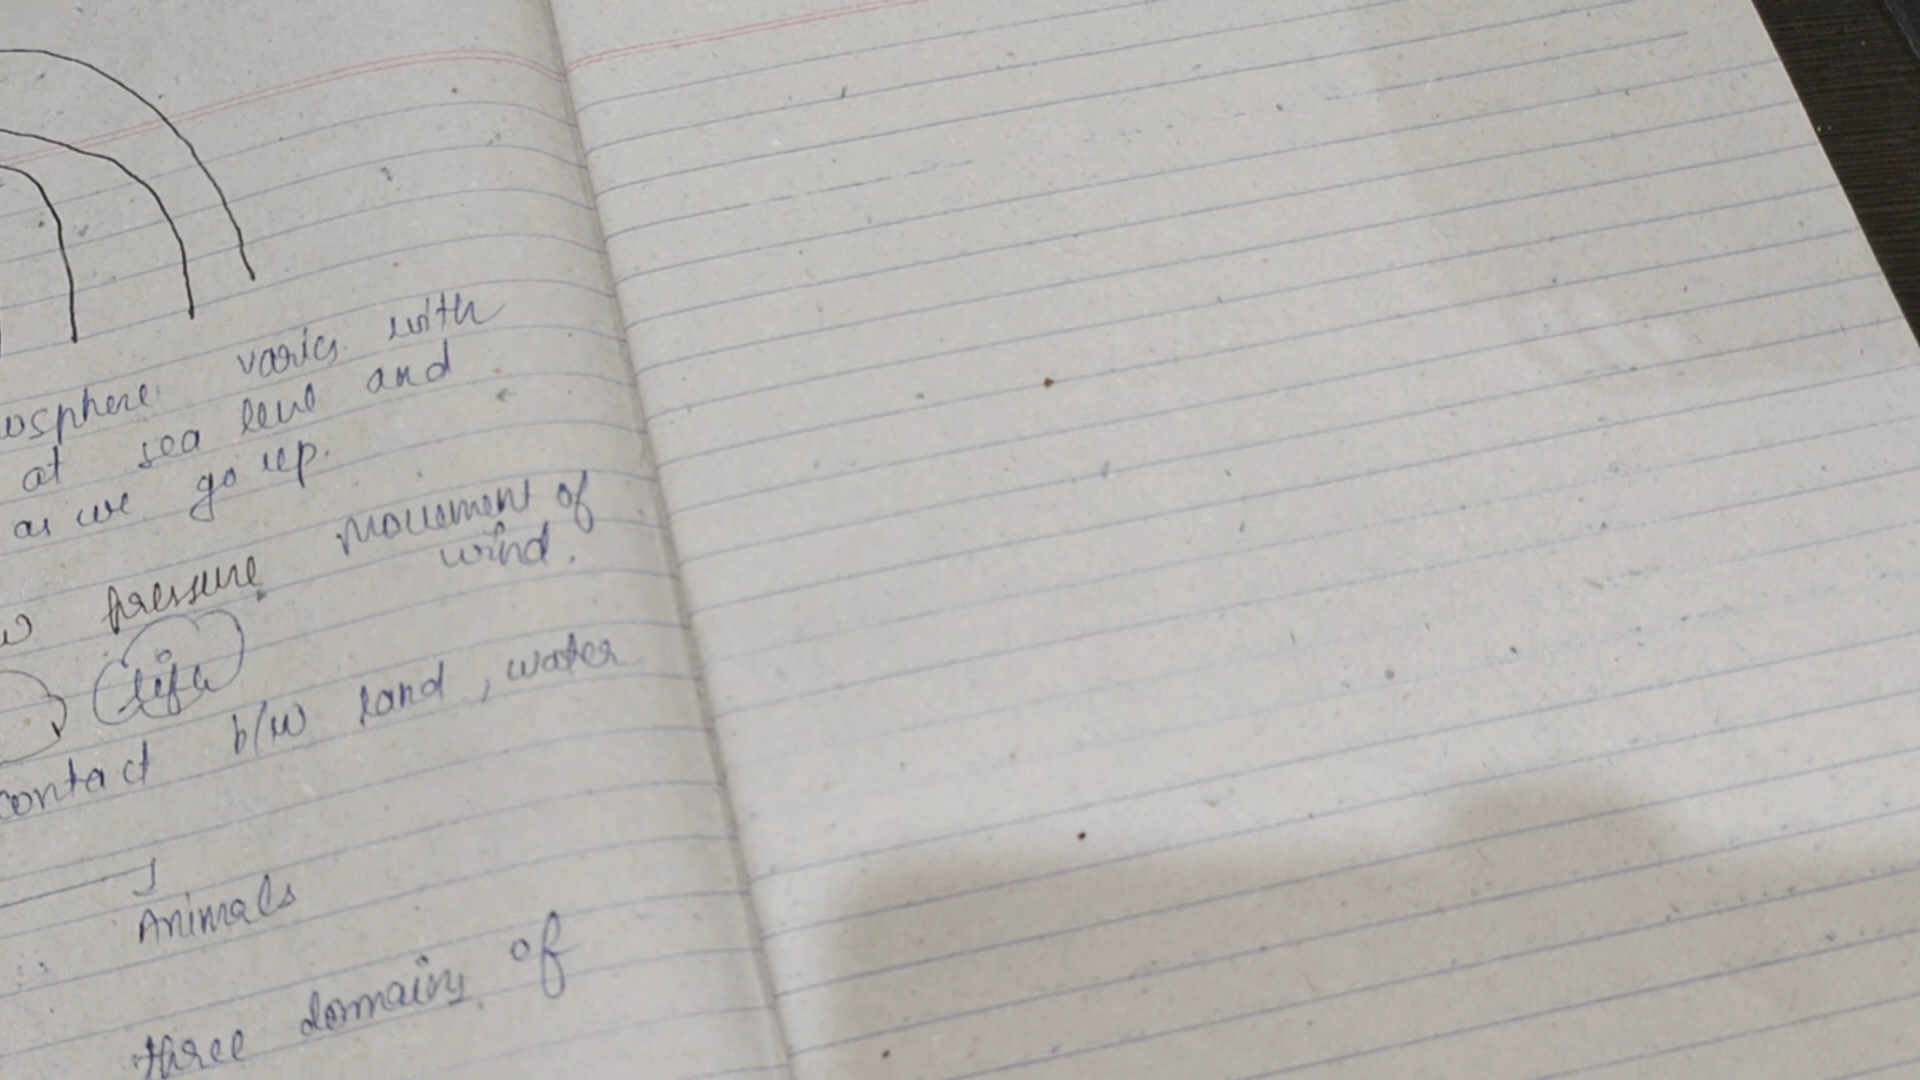 osphere varies with
at sea level and
as we go up.
w pressure movement of
wind.
life
contact b/w land, water
Animals
three domains of